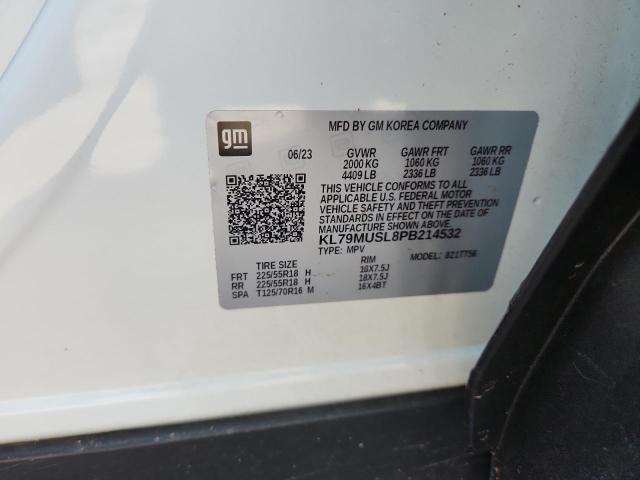 gm
MFD BY GM KOREA COMPANY
06/23 GVWR GAWR FRT GAWR RR
2000 KG 1060 KG 1060 KG
4409 LB 2336 LB 2336 LB
THIS VEHICLE CONFORMS TO ALL
APPLICABLE U.S. FEDERAL MOTOR
VEHICLE SAFETY AND THEFT PREVENTION
STANDARDS IN EFFECT ON THE DATE OF
MANUFACTURE SHOWN ABOVE.
KL79MUSL8PB214532
TYPE: MPV MODEL: 821TT56
TIRE SIZE RIM
FRT 225/55R18 H 18X7.5J
RR 225/55R18 H 18X7.5J
SPA T125/70R16 M 16X4BT